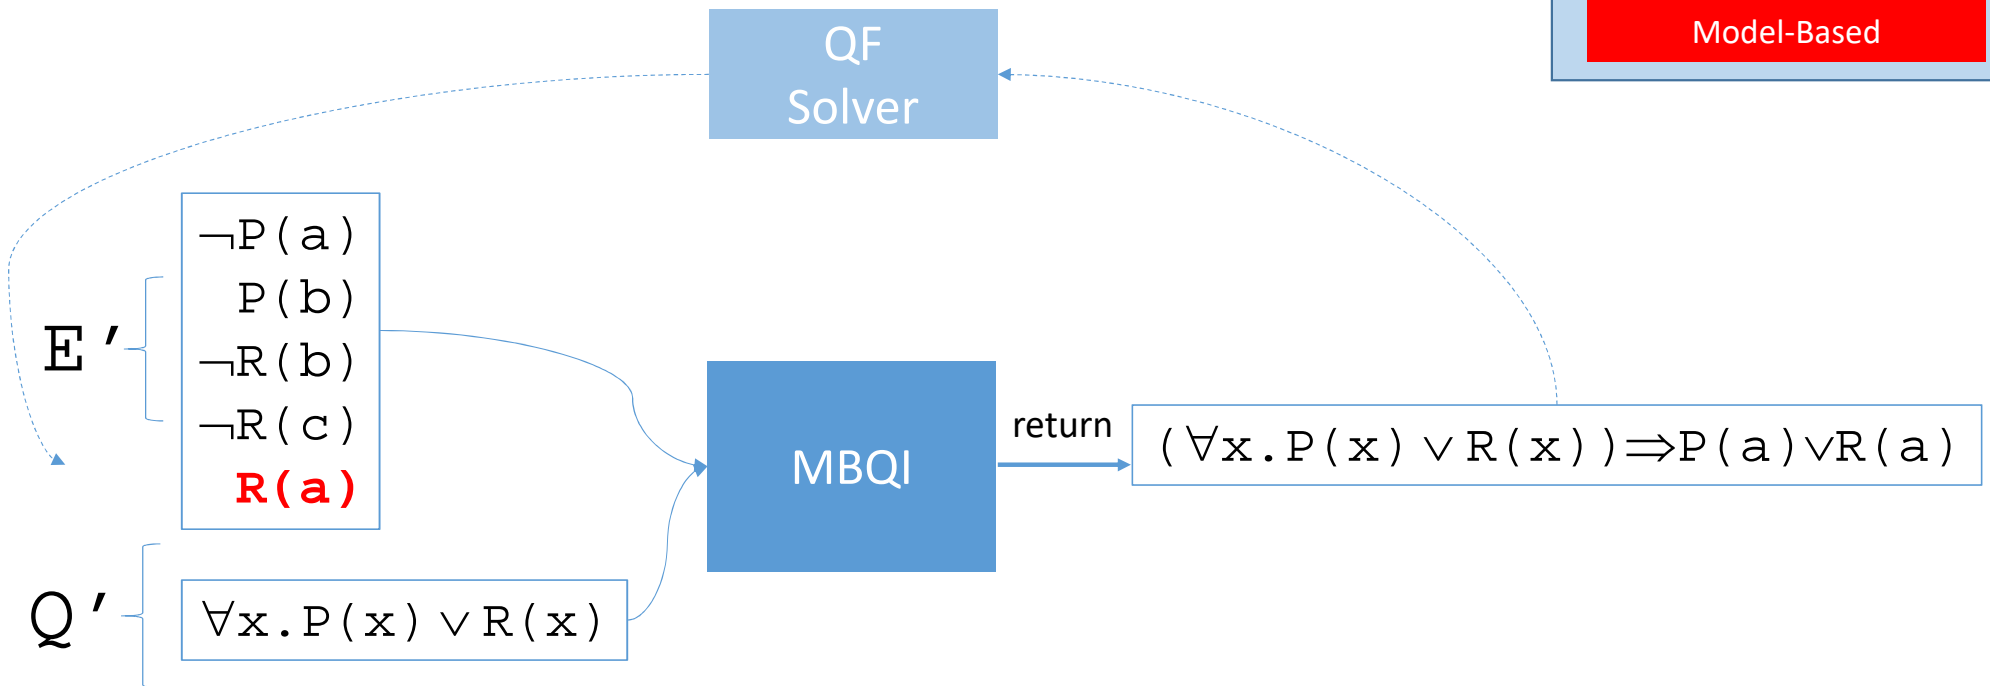 Model-Based
QF
Solver
¬P(a)
P(b)
¬R(b)
¬R(c)
R(a)
E′
MBQI
return
(∀x.P(x)∨R(x))⇒P(a)∨R(a)
Q′
∀x.P(x)∨R(x)